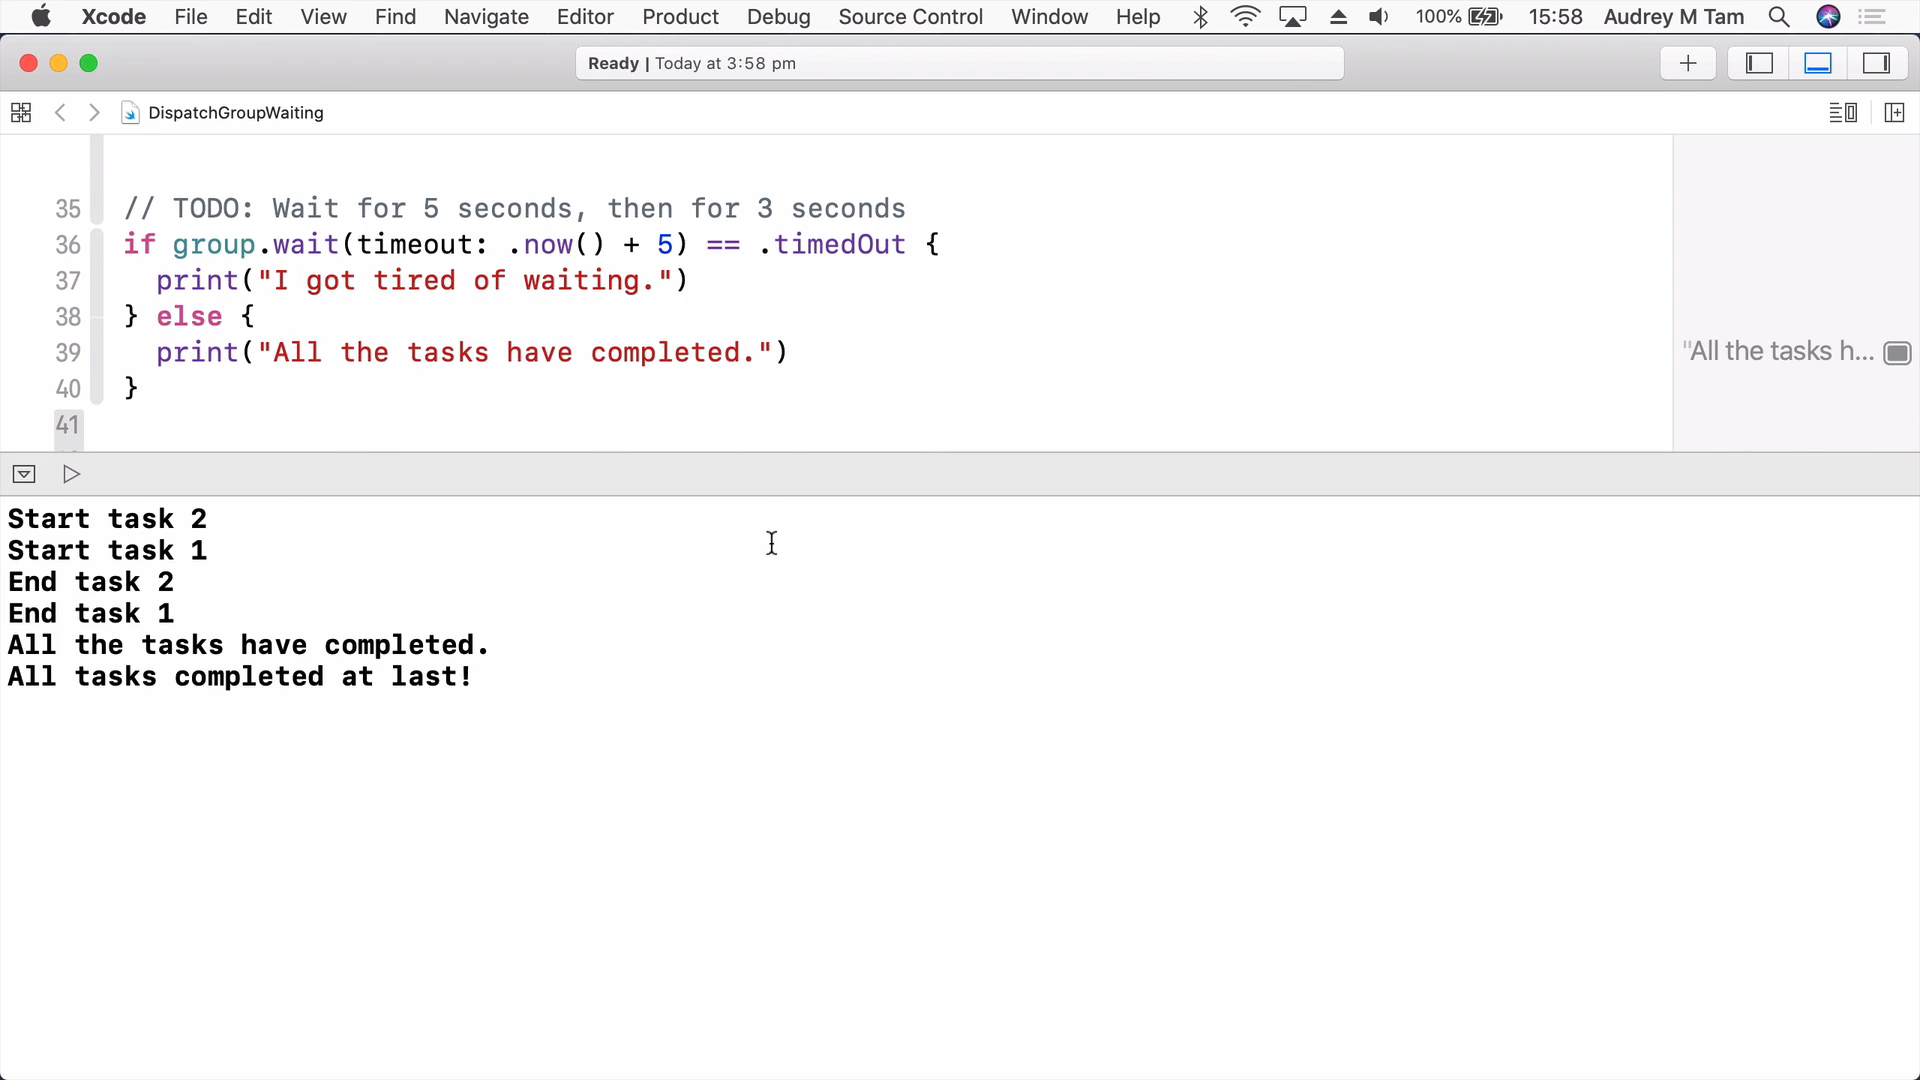 Xcode File Edit View Find Navigate Editor Product Debug Source Control Window Help 100% 15:58 Audrey M Tam
Ready | Today at 3:58 pm
DispatchGroupWaiting
35 // TODO: Wait for 5 seconds, then for 3 seconds
36 if group.wait(timeout: .now() + 5) == .timedOut {
37 print("I got tired of waiting.")
38 } else {
39 print("All the tasks have completed.") "All the tasks h...
40 }
41
Start task 2
Start task 1
End task 2
End task 1
All the tasks have completed.
All tasks completed at last!